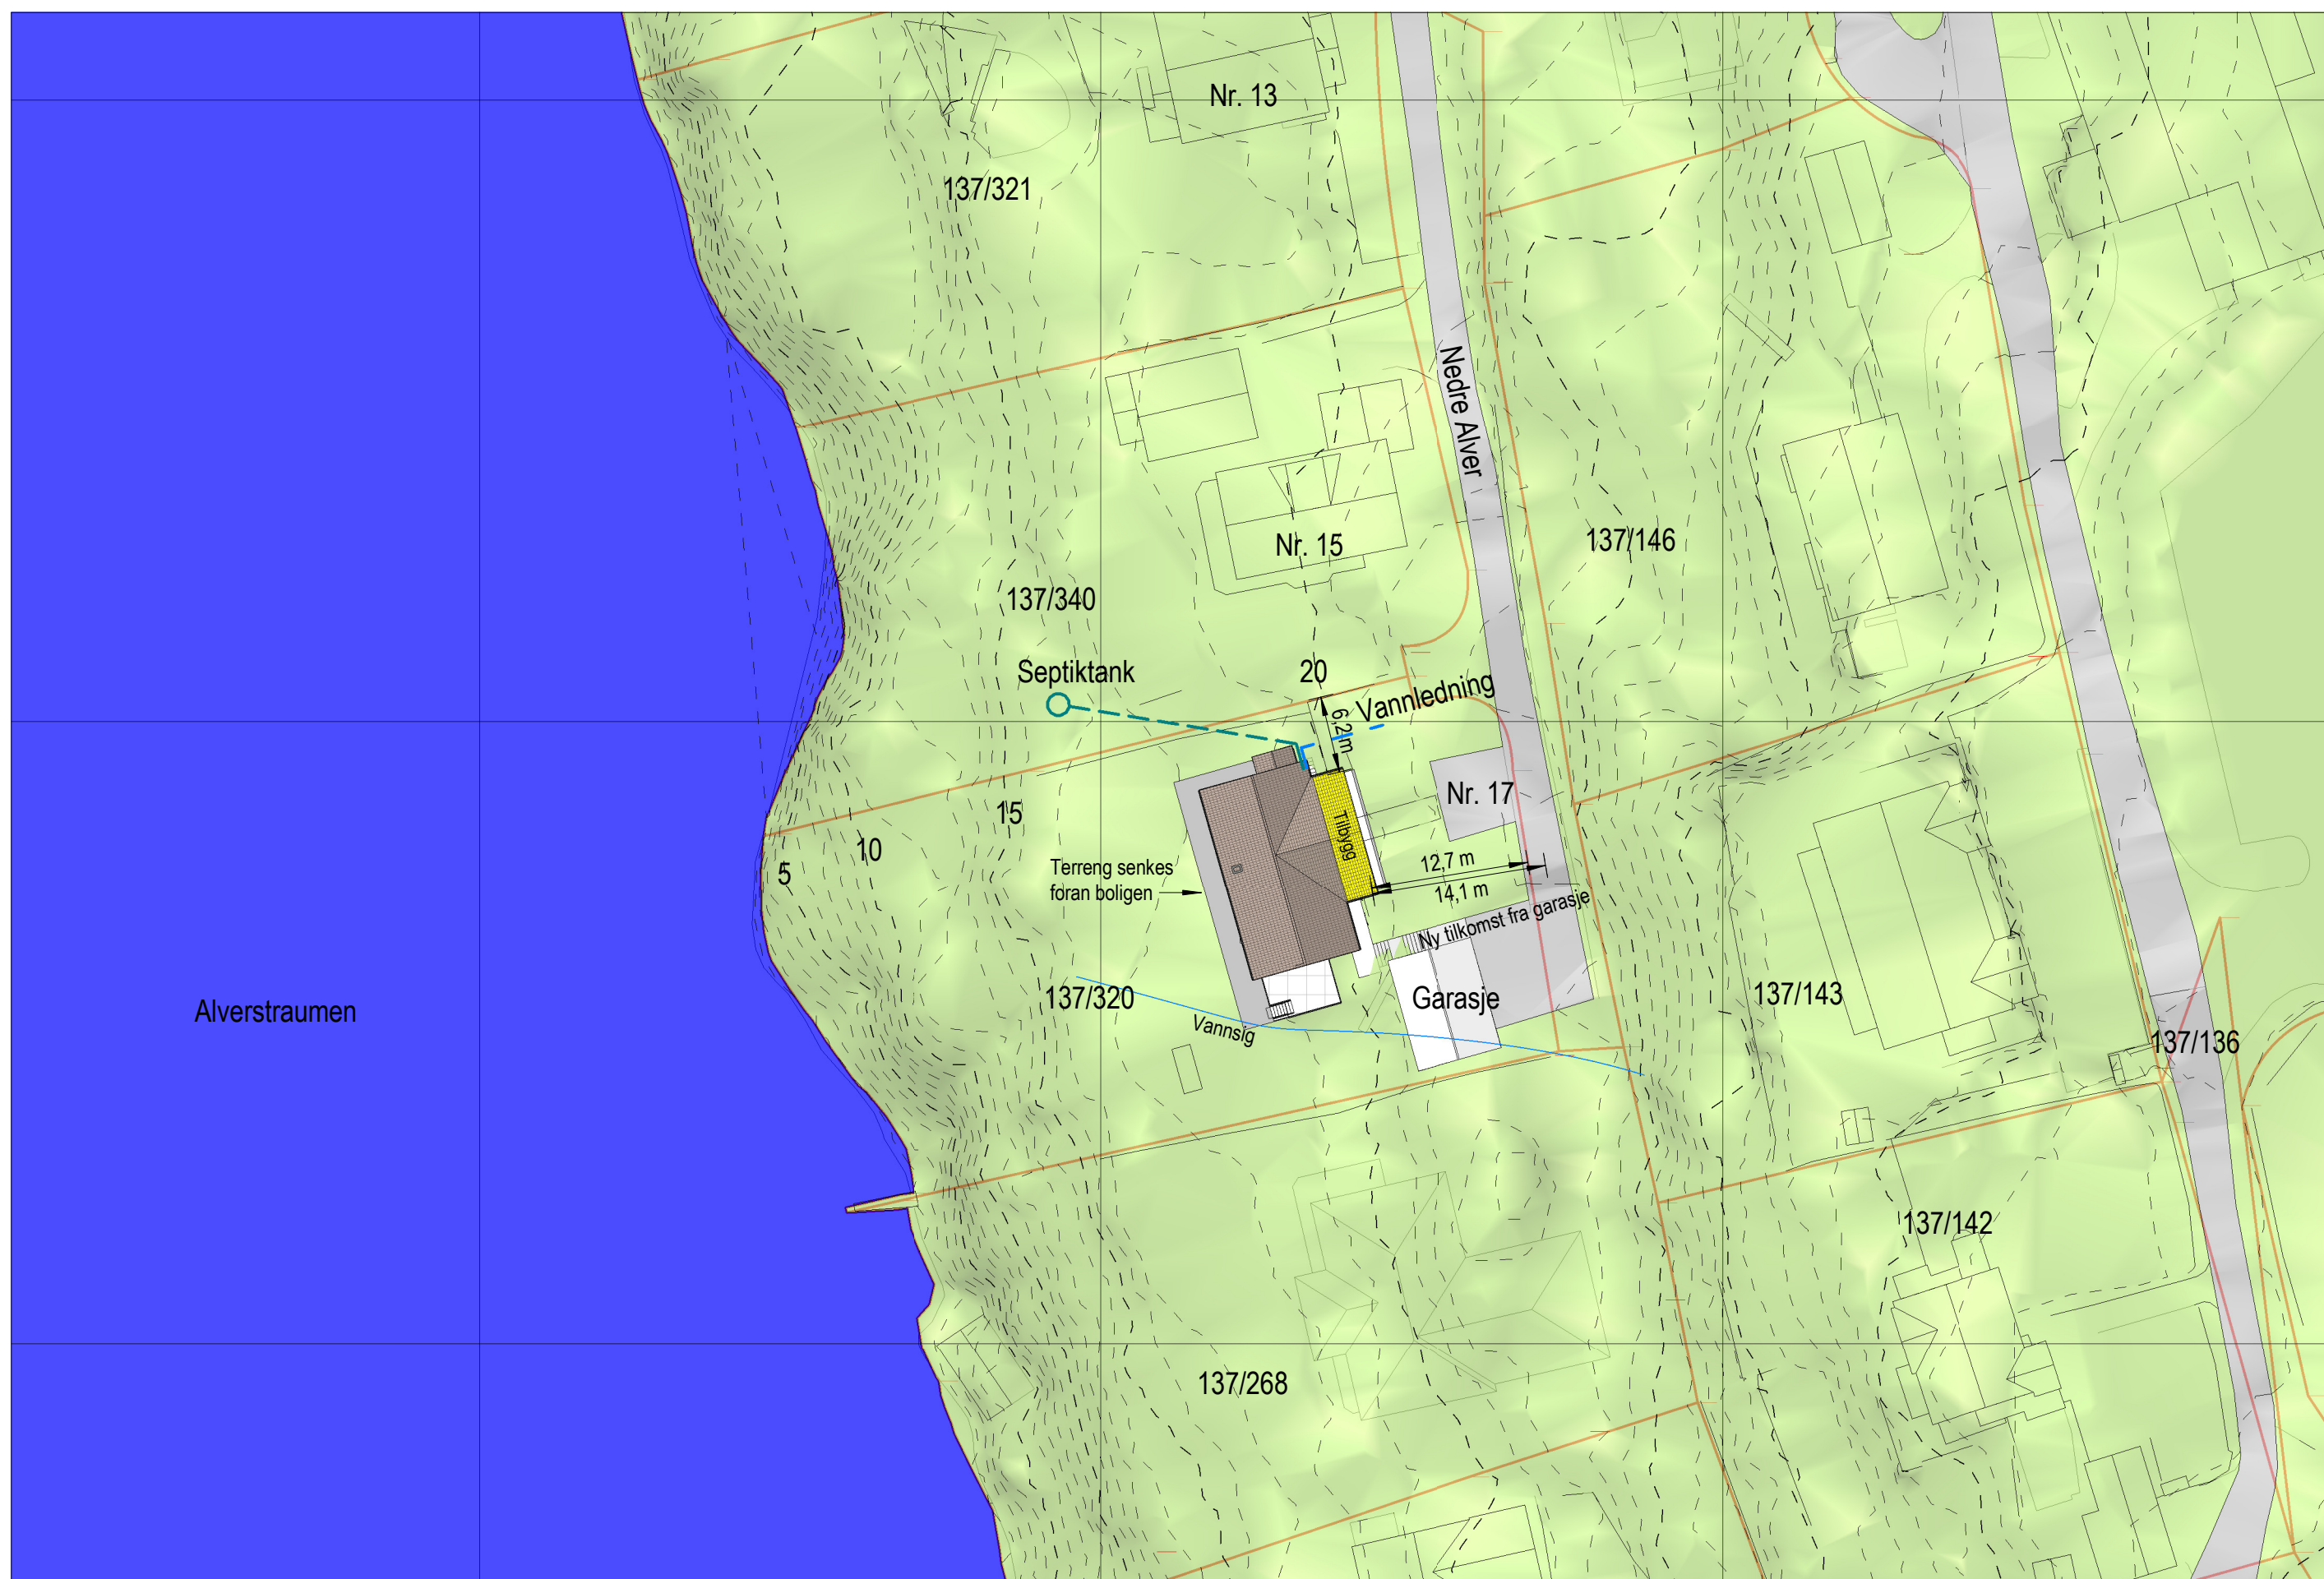 Nr. 13
137/321
Nedre Alver
Nr. 15
137/146
137/340
Septiktank
20
Vannledning
6,2 m
Nr. 17
15
Tilbygg
10
5
Terreng senkes
foran boligen
12,7 m
14,1 m
Ny tilkomst fra garasje
137/320
Garasje
137/143
Alverstraumen
Vannsig
137/136
137/142
137/268